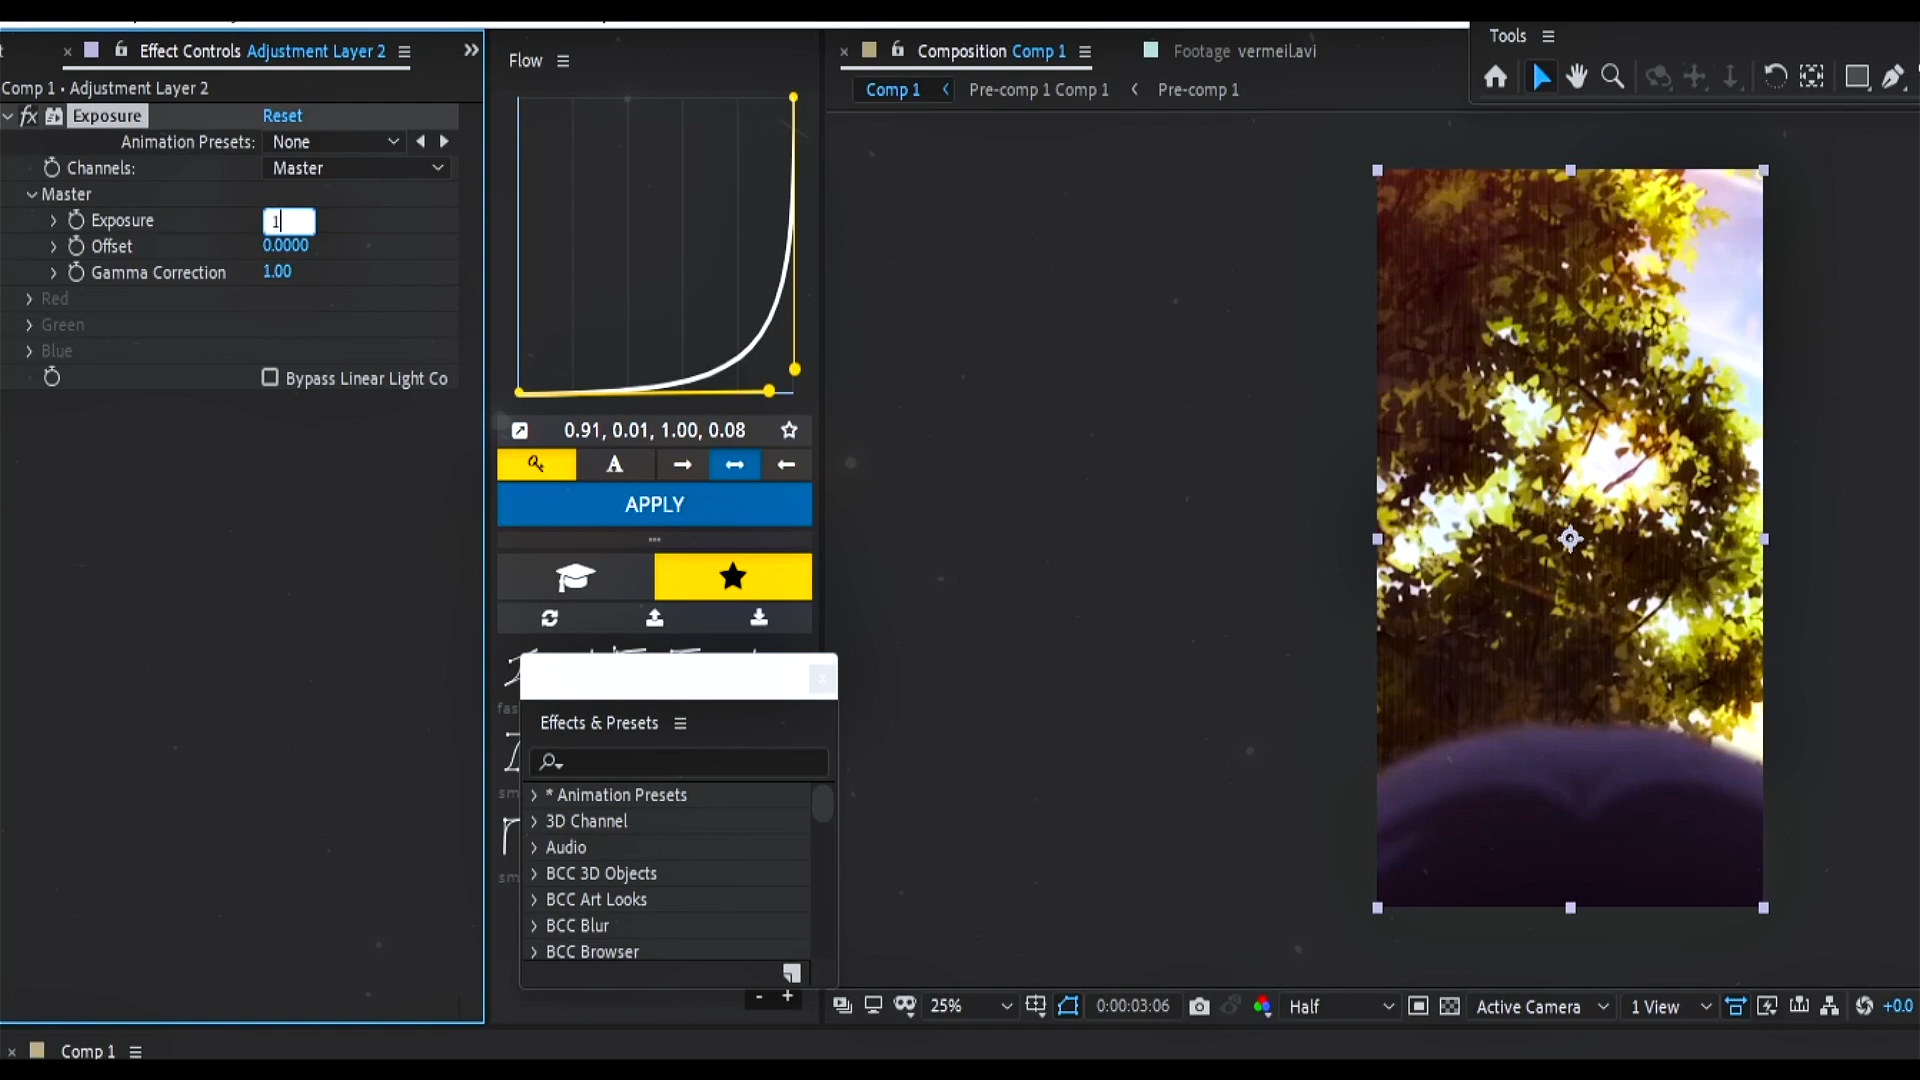 Effect Controls Adjustment Layer 2
Comp 1 • Adjustment Layer 2
fx Exposure Reset
Animation Presets: None
Channels: Master
Master
Exposure 1
Offset 0.0000
Gamma Correction 1.00
Red
Green
Blue
Bypass Linear Light Co
Flow
0.91, 0.01, 1.00, 0.08
A
APPLY
fas
sm
sm
Effects & Presets
* Animation Presets
3D Channel
Audio
BCC 3D Objects
BCC Art Looks
BCC Blur
BCC Browser
- +
Composition Comp 1
Footage vermeil.avi
Comp 1 Pre-comp 1 Comp 1 Pre-comp 1
Tools
25% 0:00:03:06 Half Active Camera 1 View +0.0
Comp 1